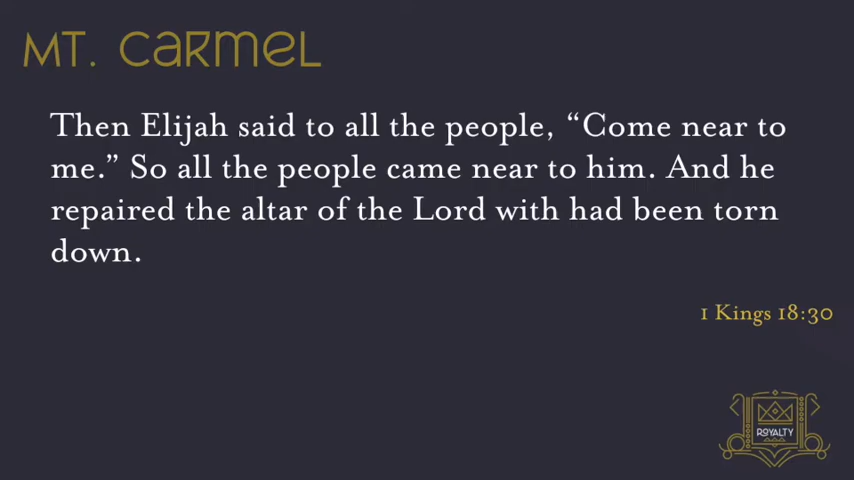 MT. CARMEL
Then Elijah said to all the people, “Come near to
me.” So all the people came near to him. And he
repaired the altar of the Lord with had been torn
down.
1 Kings 18:30
ROYALTY